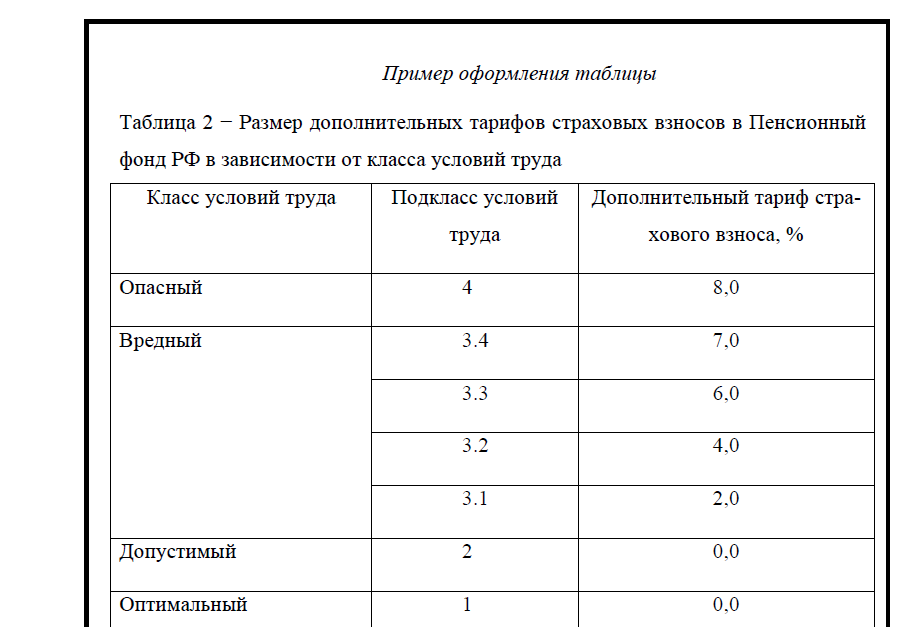 Пример оформления таблицы
Таблица 2 − Размер дополнительных тарифов страховых взносов в Пенсионный
фонд РФ в зависимости от класса условий труда
Класс условий труда Подкласс условий труда Дополнительный тариф стра-
хового взноса, %
Опасный 4 8,0
Вредный 3.4 7,0
3.3 6,0
3.2 4,0
3.1 2,0
Допустимый 2 0,0
Оптимальный 1 0,0